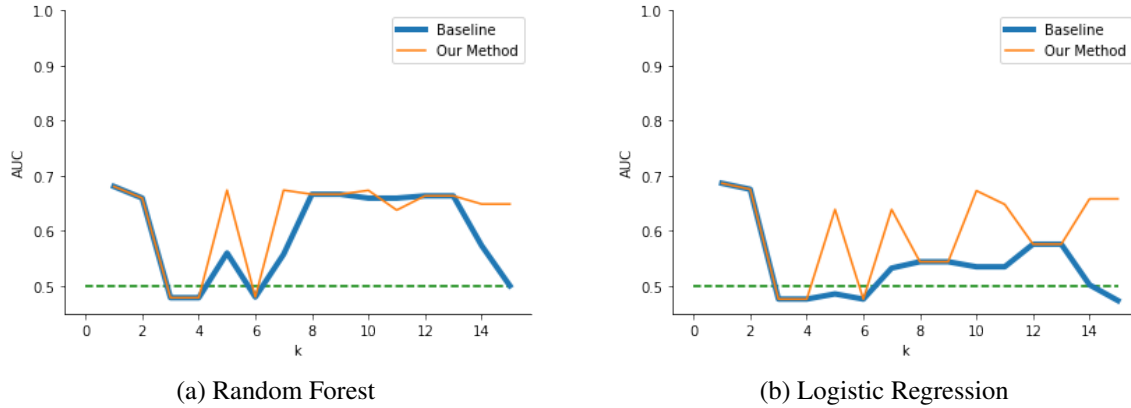 1.0
0.9
0.8
0.7
0.6
0.5
AUC
0 2 4 6 8 10 12 14
k
Baseline
Our Method
(a) Random Forest
1.0
0.9
0.8
0.7
0.6
0.5
AUC
0 2 4 6 8 10 12 14
k
Baseline
Our Method
(b) Logistic Regression